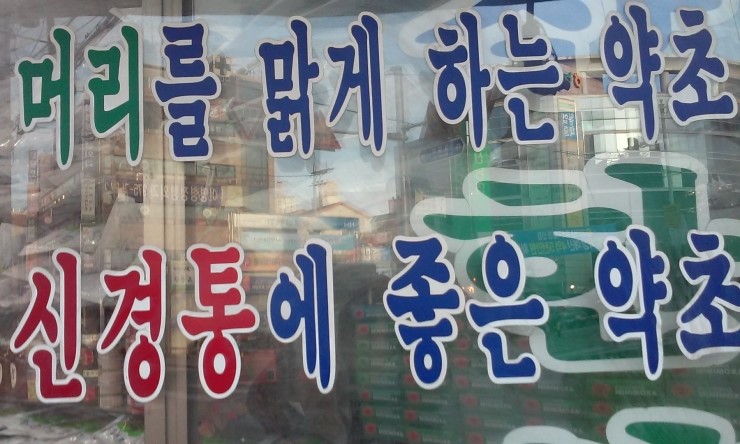 머리를 맑게 하는 약초
신경통에 좋은 약초